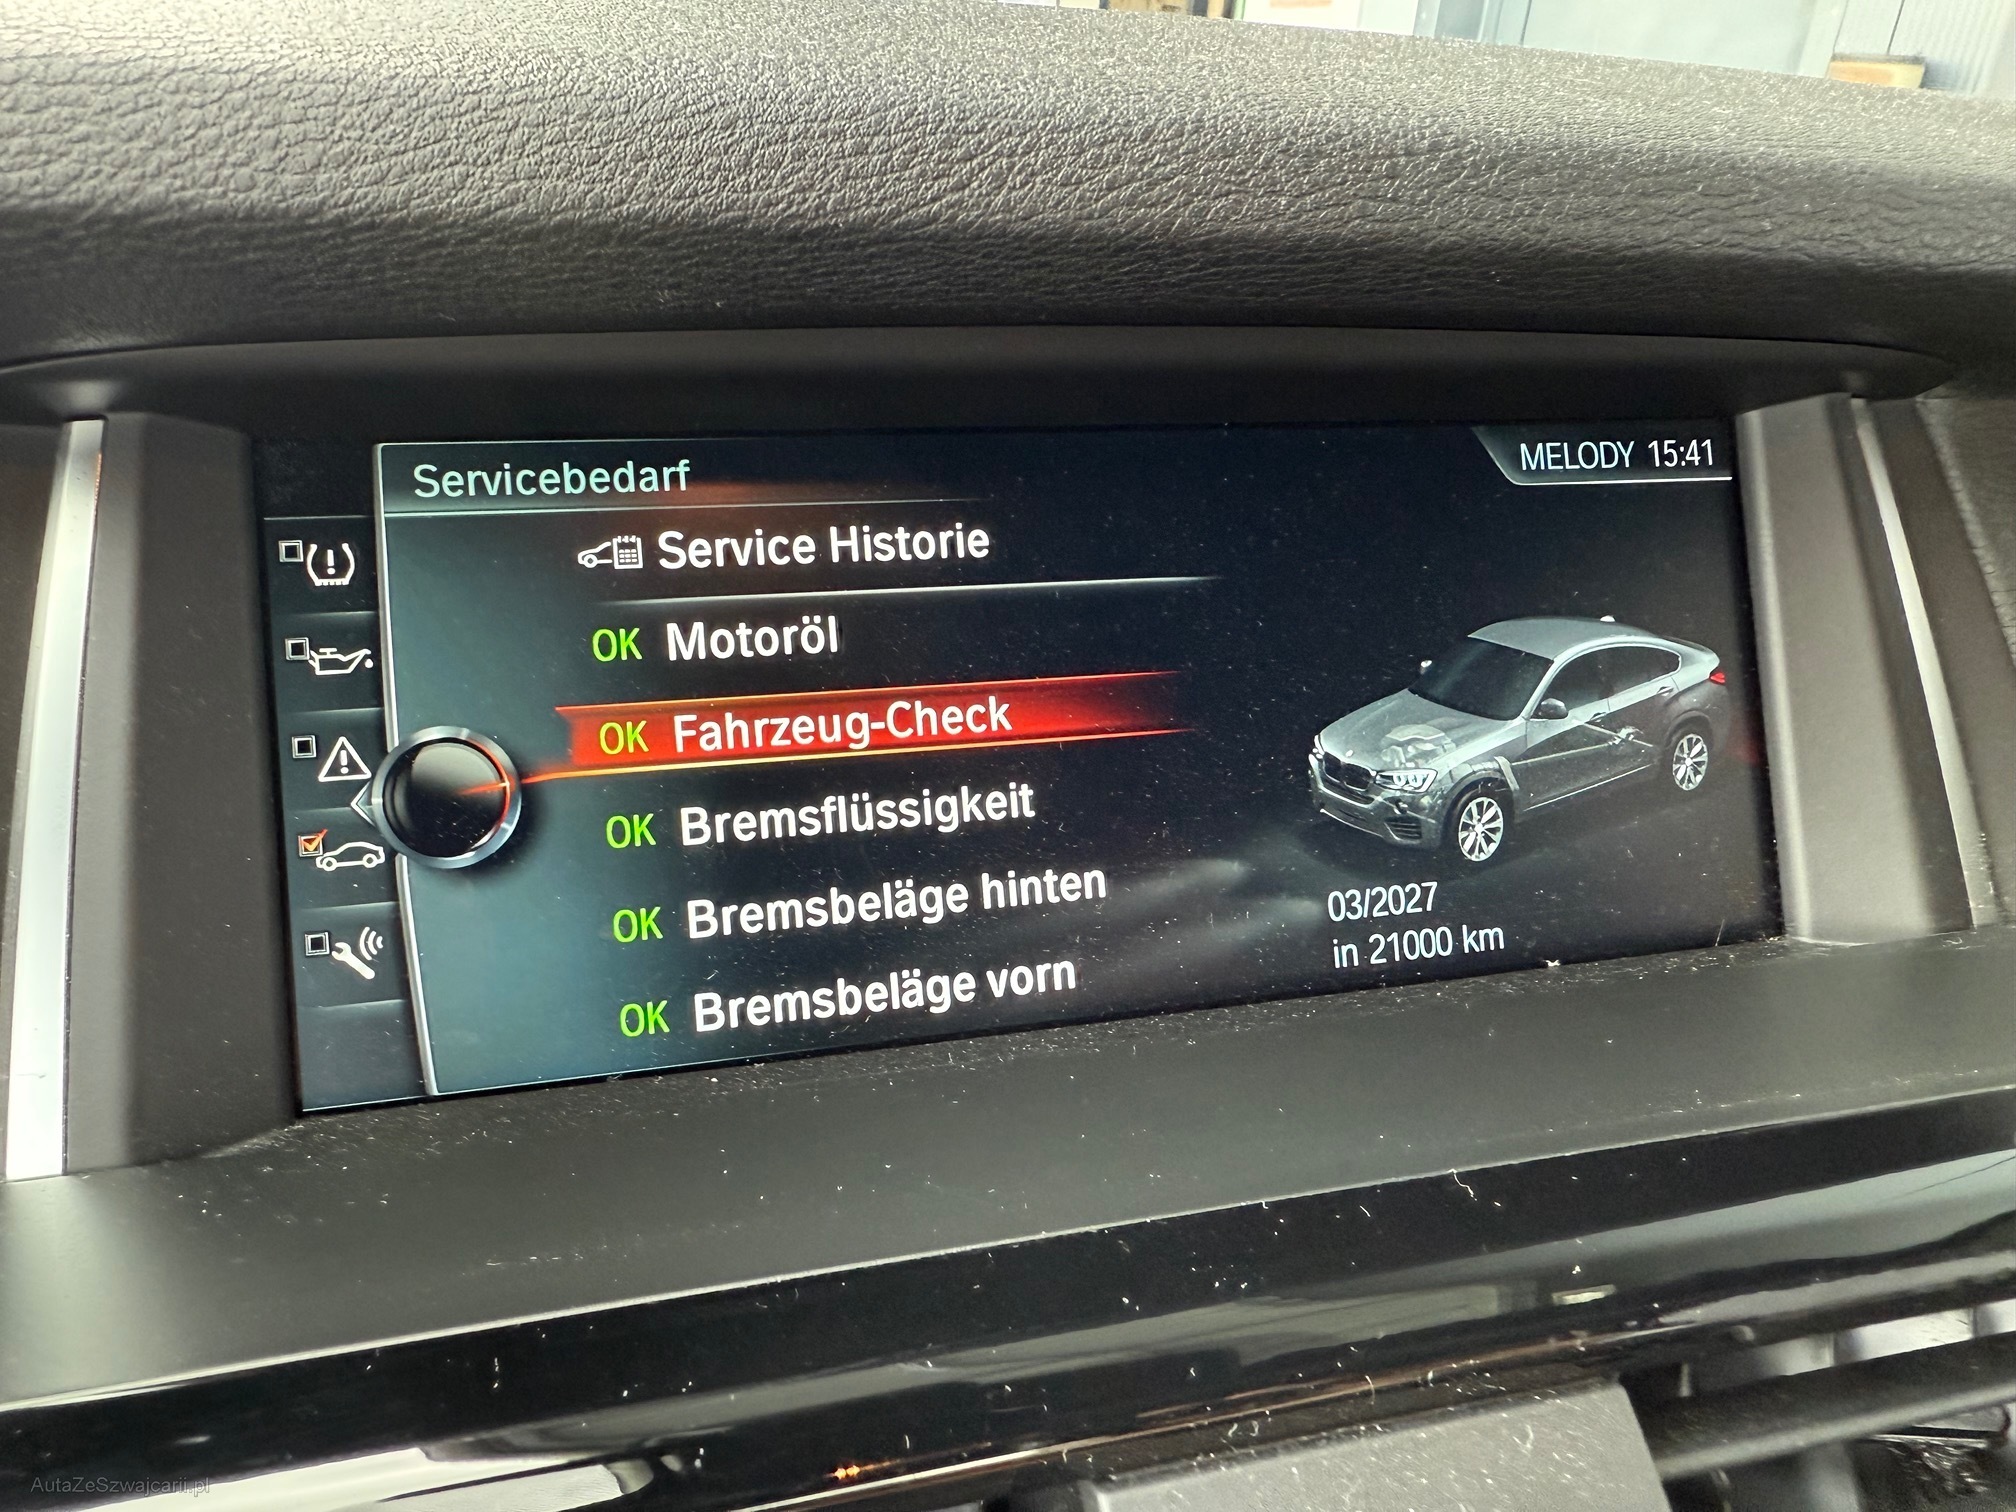 Servicebedarf
MELODY 15:41
Service Historie
OK Motoröl
OK Fahrzeug-Check
OK Bremsflüssigkeit
OK Bremsbeläge hinten
OK Bremsbeläge vorn
03/2027
in 21000 km
AutaZeSzwajcarii.pl